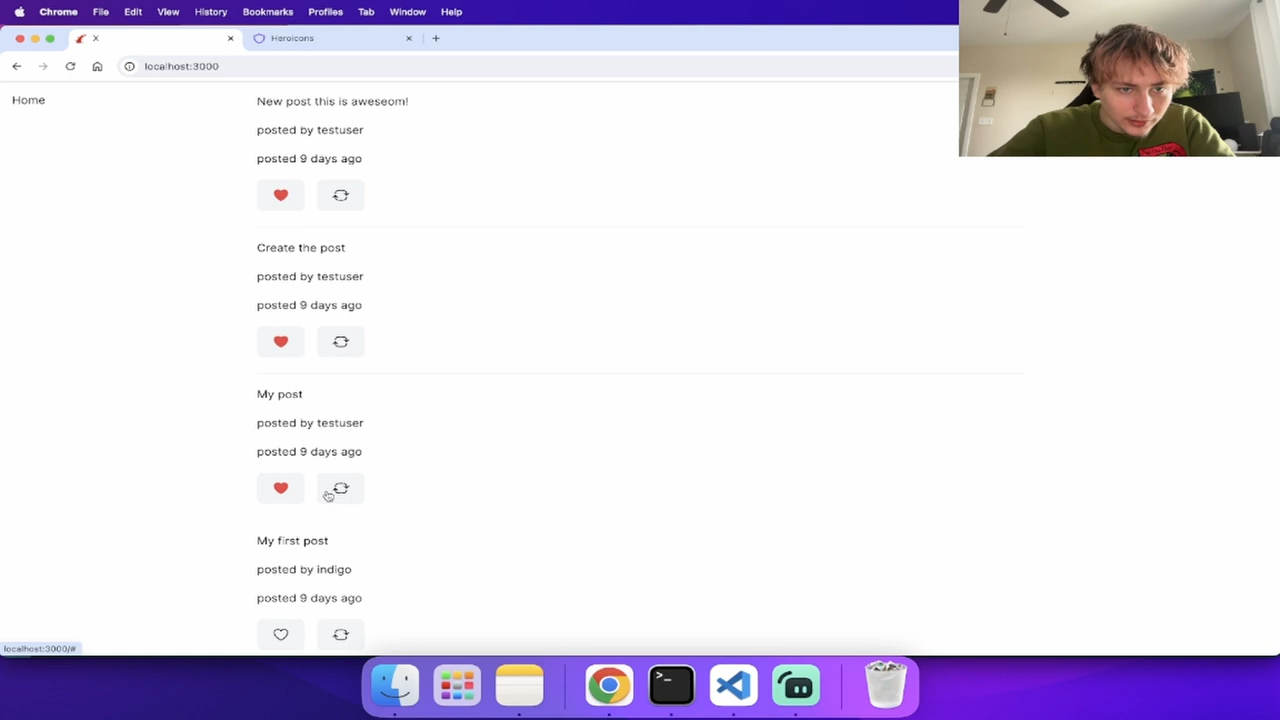 Chrome File Edit View History Bookmarks Profiles Tab Window Help
Heroicons
localhost:3000
Home
New post this is aweseom!
posted by testuser
posted 9 days ago
Create the post
posted by testuser
posted 9 days ago
My post
posted by testuser
posted 9 days ago
My first post
posted by indigo
posted 9 days ago
localhost:3000/#